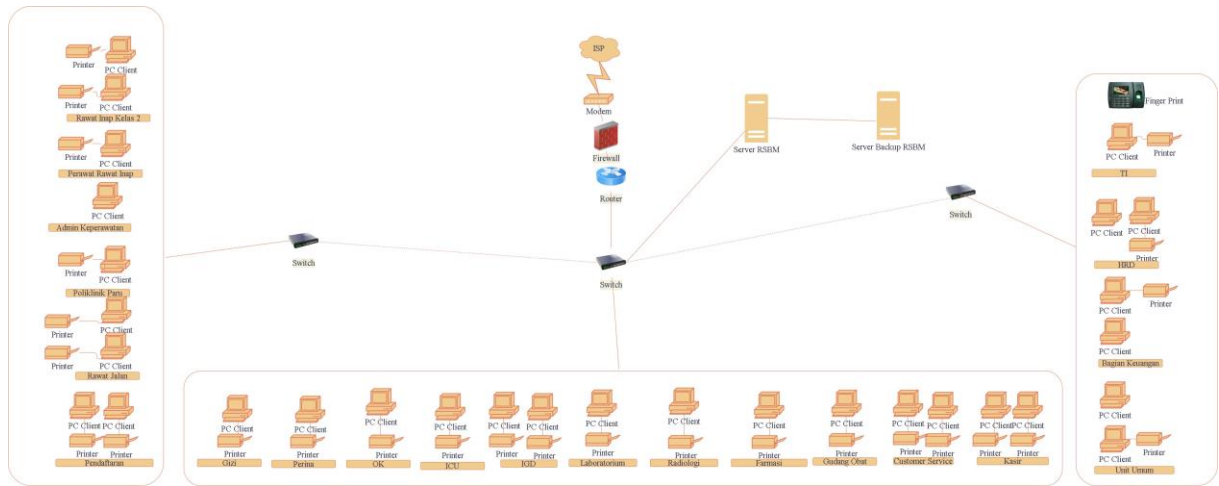 Printer
PC Client
Printer
PC Client
Rawat Inap Kelas 2
Printer
PC Client
Perawat Rawat Inap
PC Client
Admin Keperawatan
Printer
PC Client
Poliklinik Paru
PC Client
Printer
Printer
PC Client
Rawat Jalan
PC Client
PC Client
Printer
Printer
Pendaftaran
Switch
ISP
Modem
Firewall
Router
Switch
Server RSBM
Server Backup RSBM
Switch
PC Client
Printer
Gizi
PC Client
Printer
Perina
PC Client
Printer
OK
PC Client
Printer
ICU
PC Client
PC Client
Printer
Printer
IGD
PC Client
Printer
Laboratorium
PC Client
Printer
Radiologi
PC Client
Printer
Farmasi
PC Client
Printer
Gudang Obat
PC Client
PC Client
Printer
Printer
Customer Service
PC Client
PC Client
Printer
Printer
Kasir
Finger Print
PC Client
Printer
TI
PC Client
PC Client
Printer
HRD
PC Client
Printer
PC Client
Bagian Keuangan
PC Client
PC Client
Printer
Unit Umum